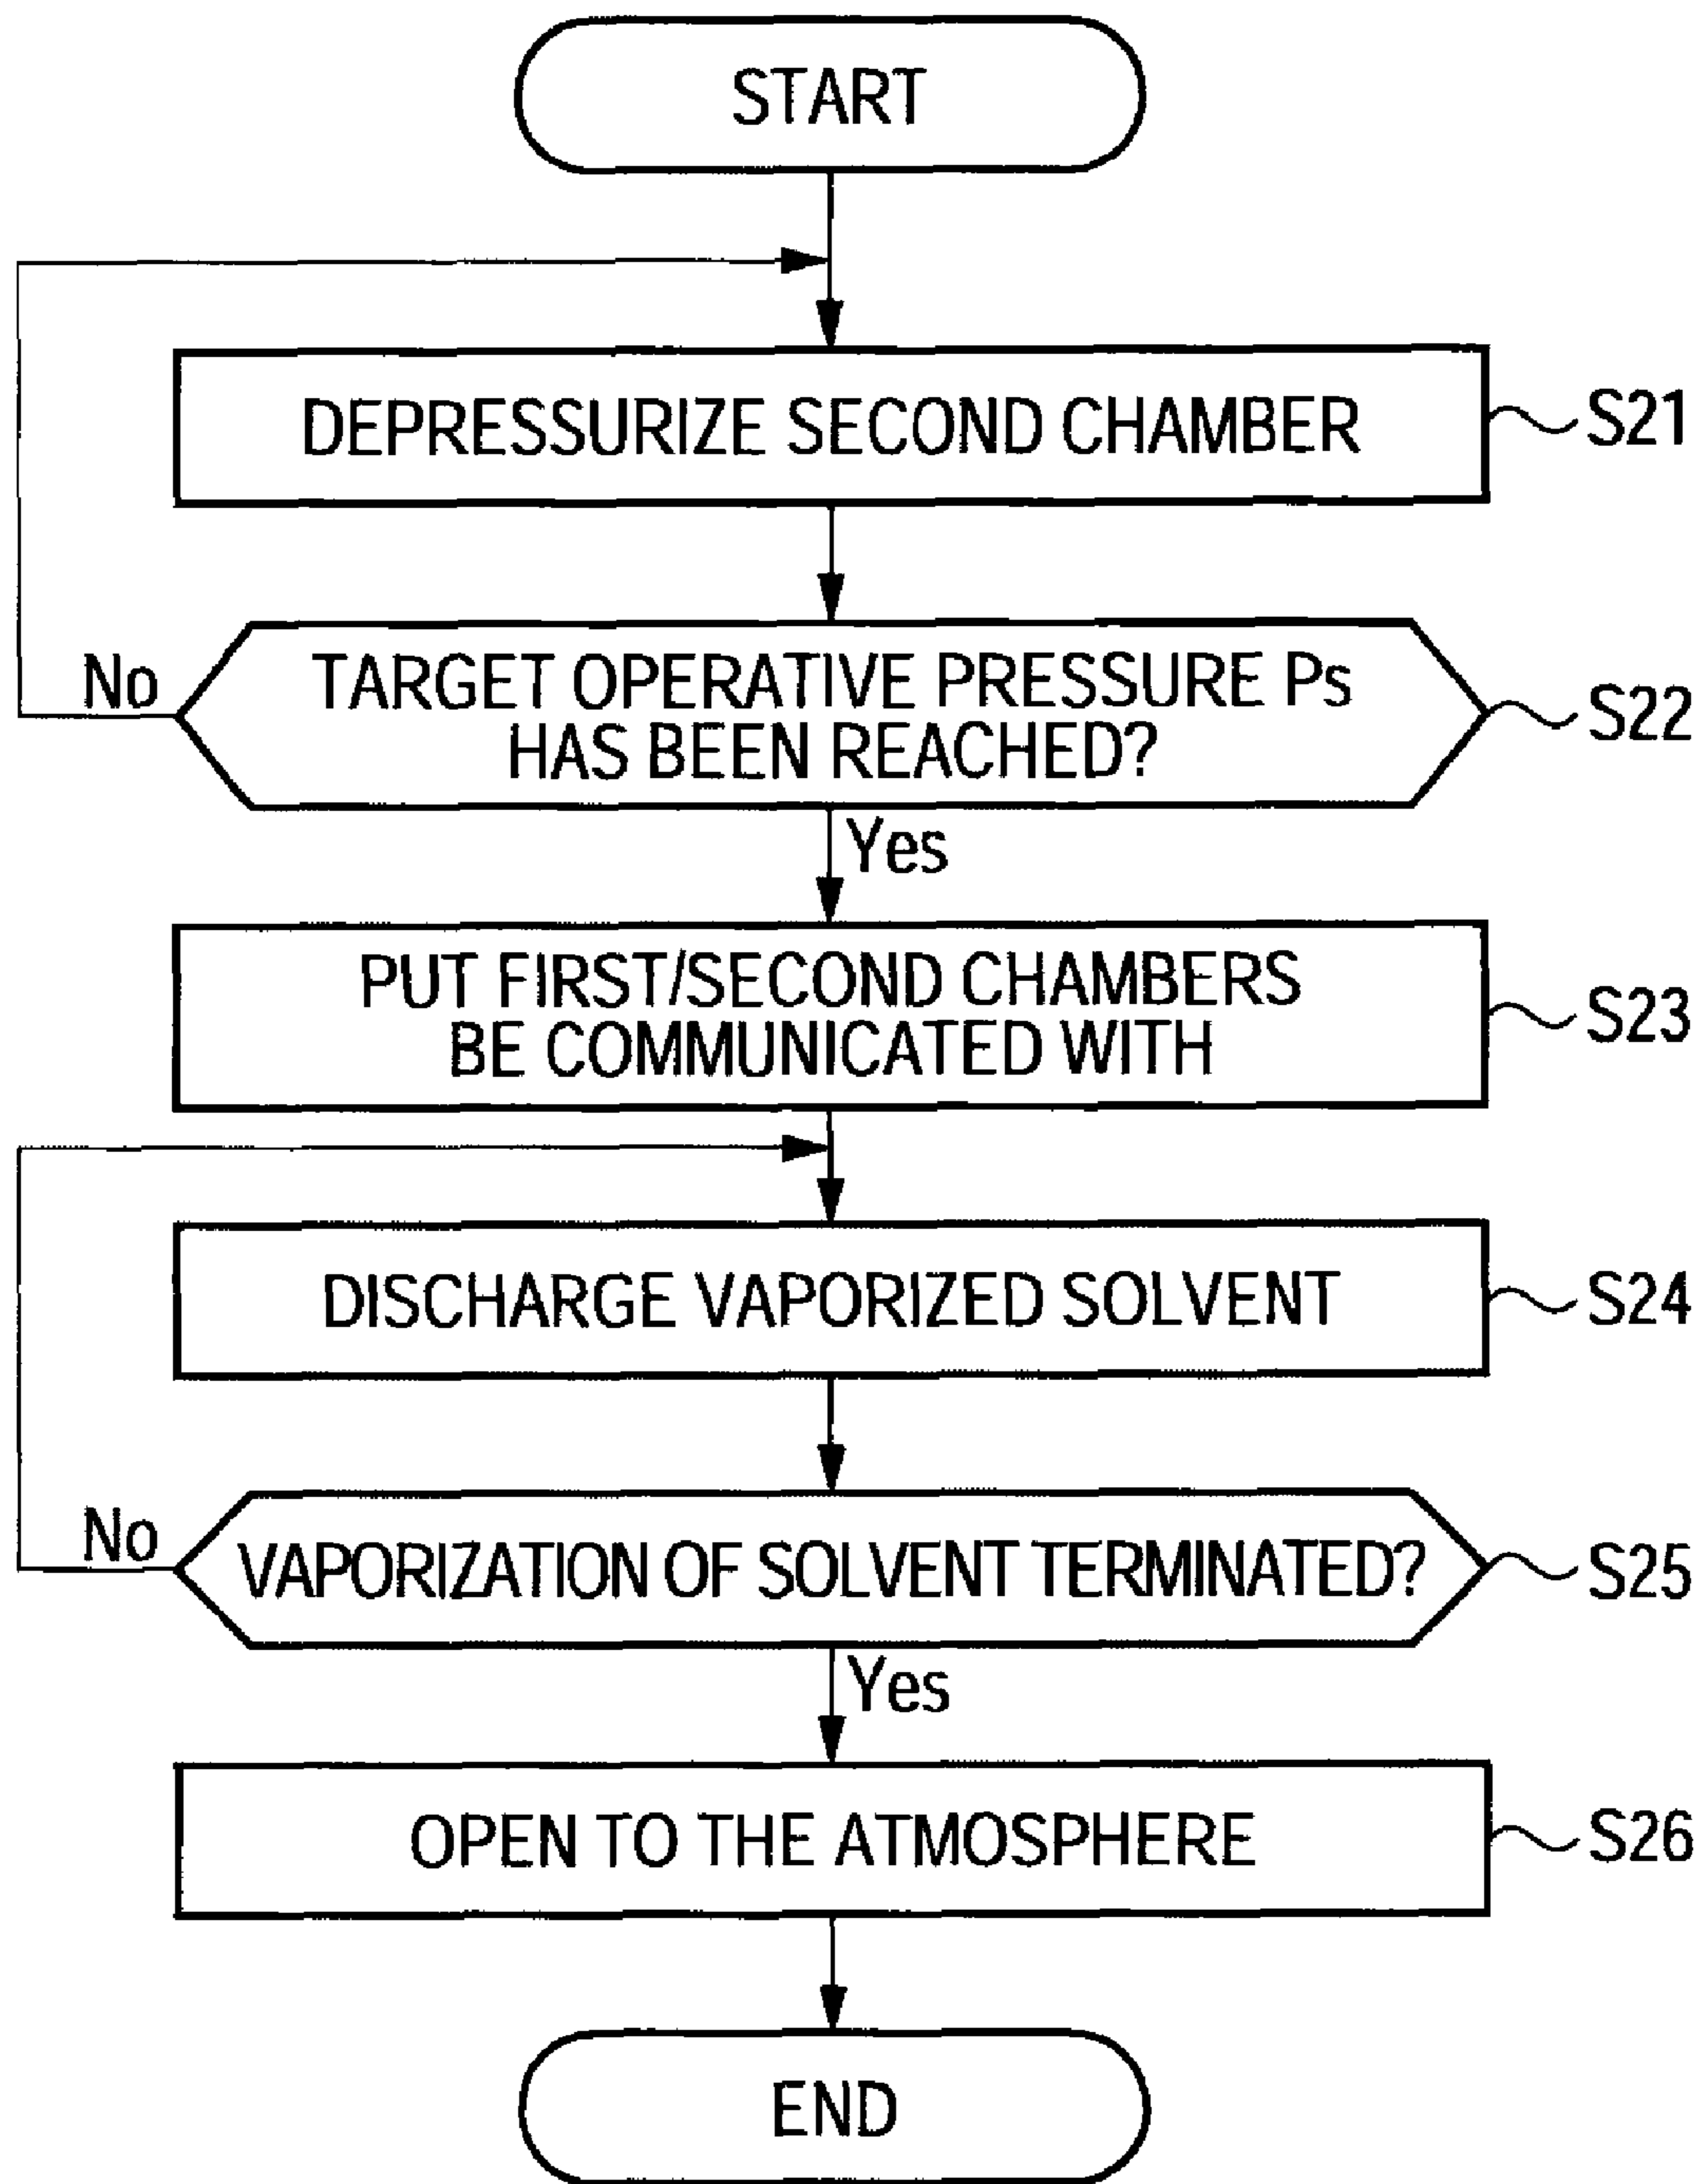 START
DEPRESSURIZE SECOND CHAMBER
S21
No
TARGET OPERATIVE PRESSURE Ps
HAS BEEN REACHED?
S22
Yes
PUT FIRST/SECOND CHAMBERS
BE COMMUNICATED WITH
S23
DISCHARGE VAPORIZED SOLVENT
S24
No
VAPORIZATION OF SOLVENT TERMINATED?
S25
Yes
OPEN TO THE ATMOSPHERE
S26
END